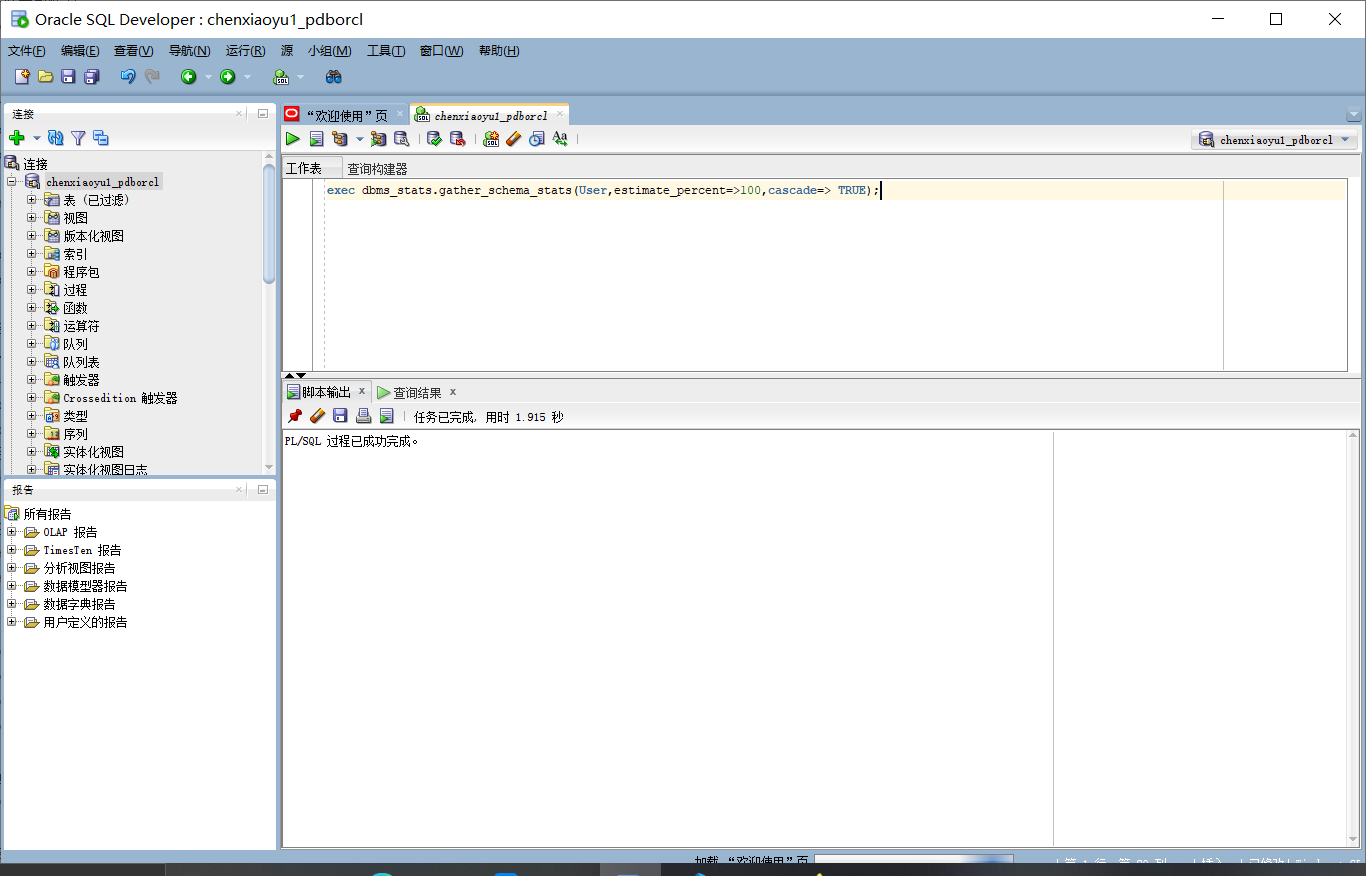 Oracle SQL Developer : chenxiaoyu1_pdborcl
文件(F) 编辑(E) 查看(V) 导航(N) 运行(R) 源 小组(M) 工具(T) 窗口(W) 帮助(H)
连接
连接
chenxiaoyu1_pdborcl
表 (已过滤)
视图
版本化视图
索引
程序包
过程
函数
运算符
队列
队列表
触发器
Crossedition 触发器
类型
序列
实体化视图
实体化视图日志
报告
所有报告
OLAP 报告
TimesTen 报告
分析视图报告
数据模型器报告
数据字典报告
用户定义的报告
“欢迎使用”页 chenxiaoyu1_pdborcl
chenxiaoyu1_pdborcl
工作表 查询构建器
exec dbms_stats.gather_schema_stats(User,estimate_percent=>100,cascade=> TRUE);
脚本输出 x 查询结果 x
任务已完成, 用时 1.915 秒
PL/SQL 过程已成功完成。
加载 “欢迎使用”页